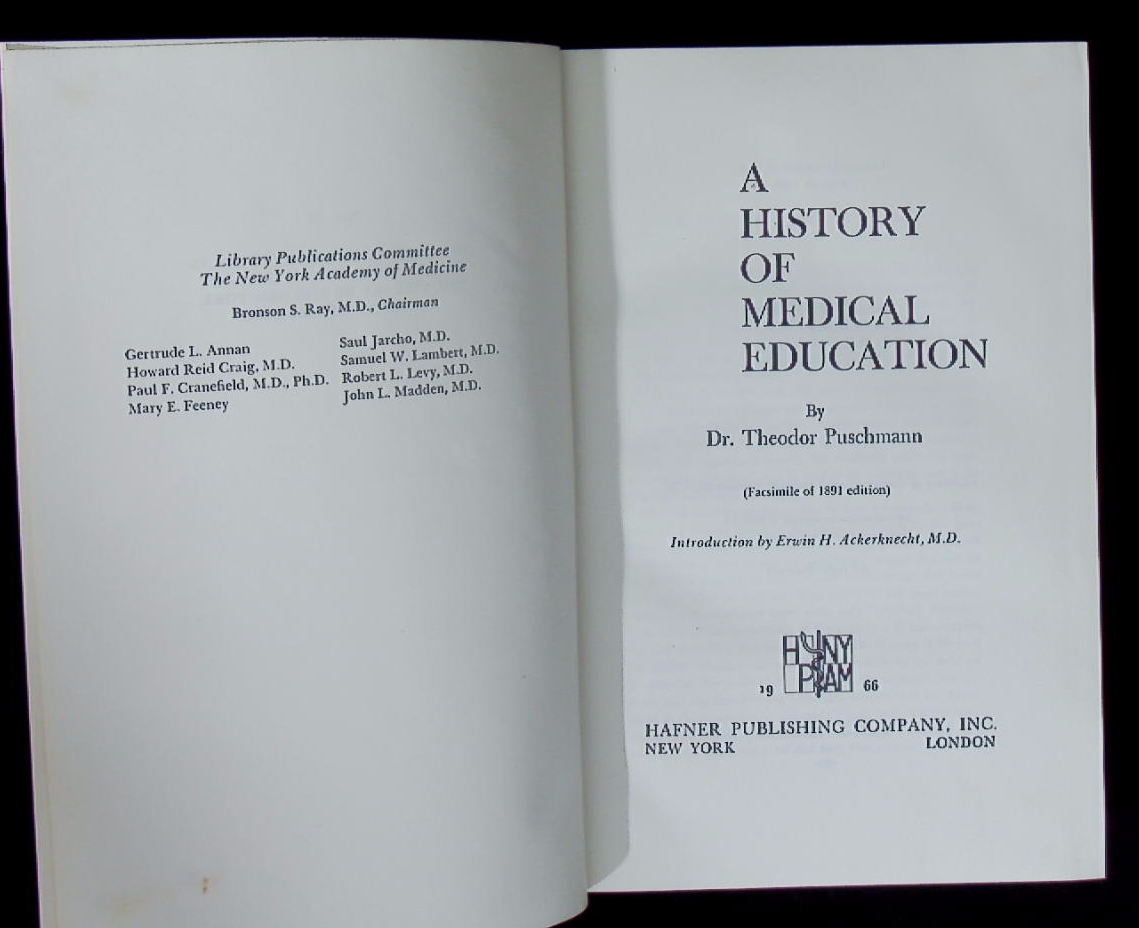 Library Publications Committee
The New York Academy of Medicine
Bronson S. Ray, M.D., Chairman
Gertrude L. Annan
Howard Reid Craig, M.D.
Paul F. Cranefield, M.D., Ph.D.
Mary E. Feeney
Saul Jarcho, M.D.
Samuel W. Lambert, M.D.
Robert L. Levy, M.D.
John L. Madden, M.D.
A
HISTORY
OF
MEDICAL
EDUCATION
By
Dr. Theodor Puschmann
(Facsimile of 1891 edition)
Introduction by Erwin H. Ackerknecht, M.D.
H NY
P AM
19 66
HAFNER PUBLISHING COMPANY, INC.
NEW YORK LONDON